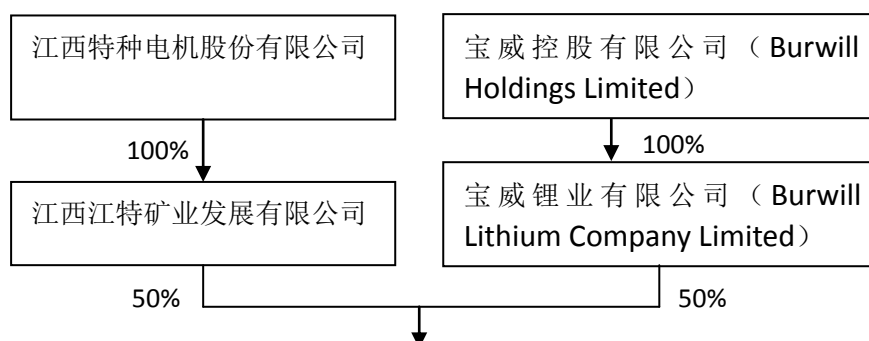 江西特种电机股份有限公司
宝威控股有限公司（Burwill
Holdings Limited）
100%
100%
江西江特矿业发展有限公司
宝威锂业有限公司（Burwill
Lithium Company Limited）
50%
50%